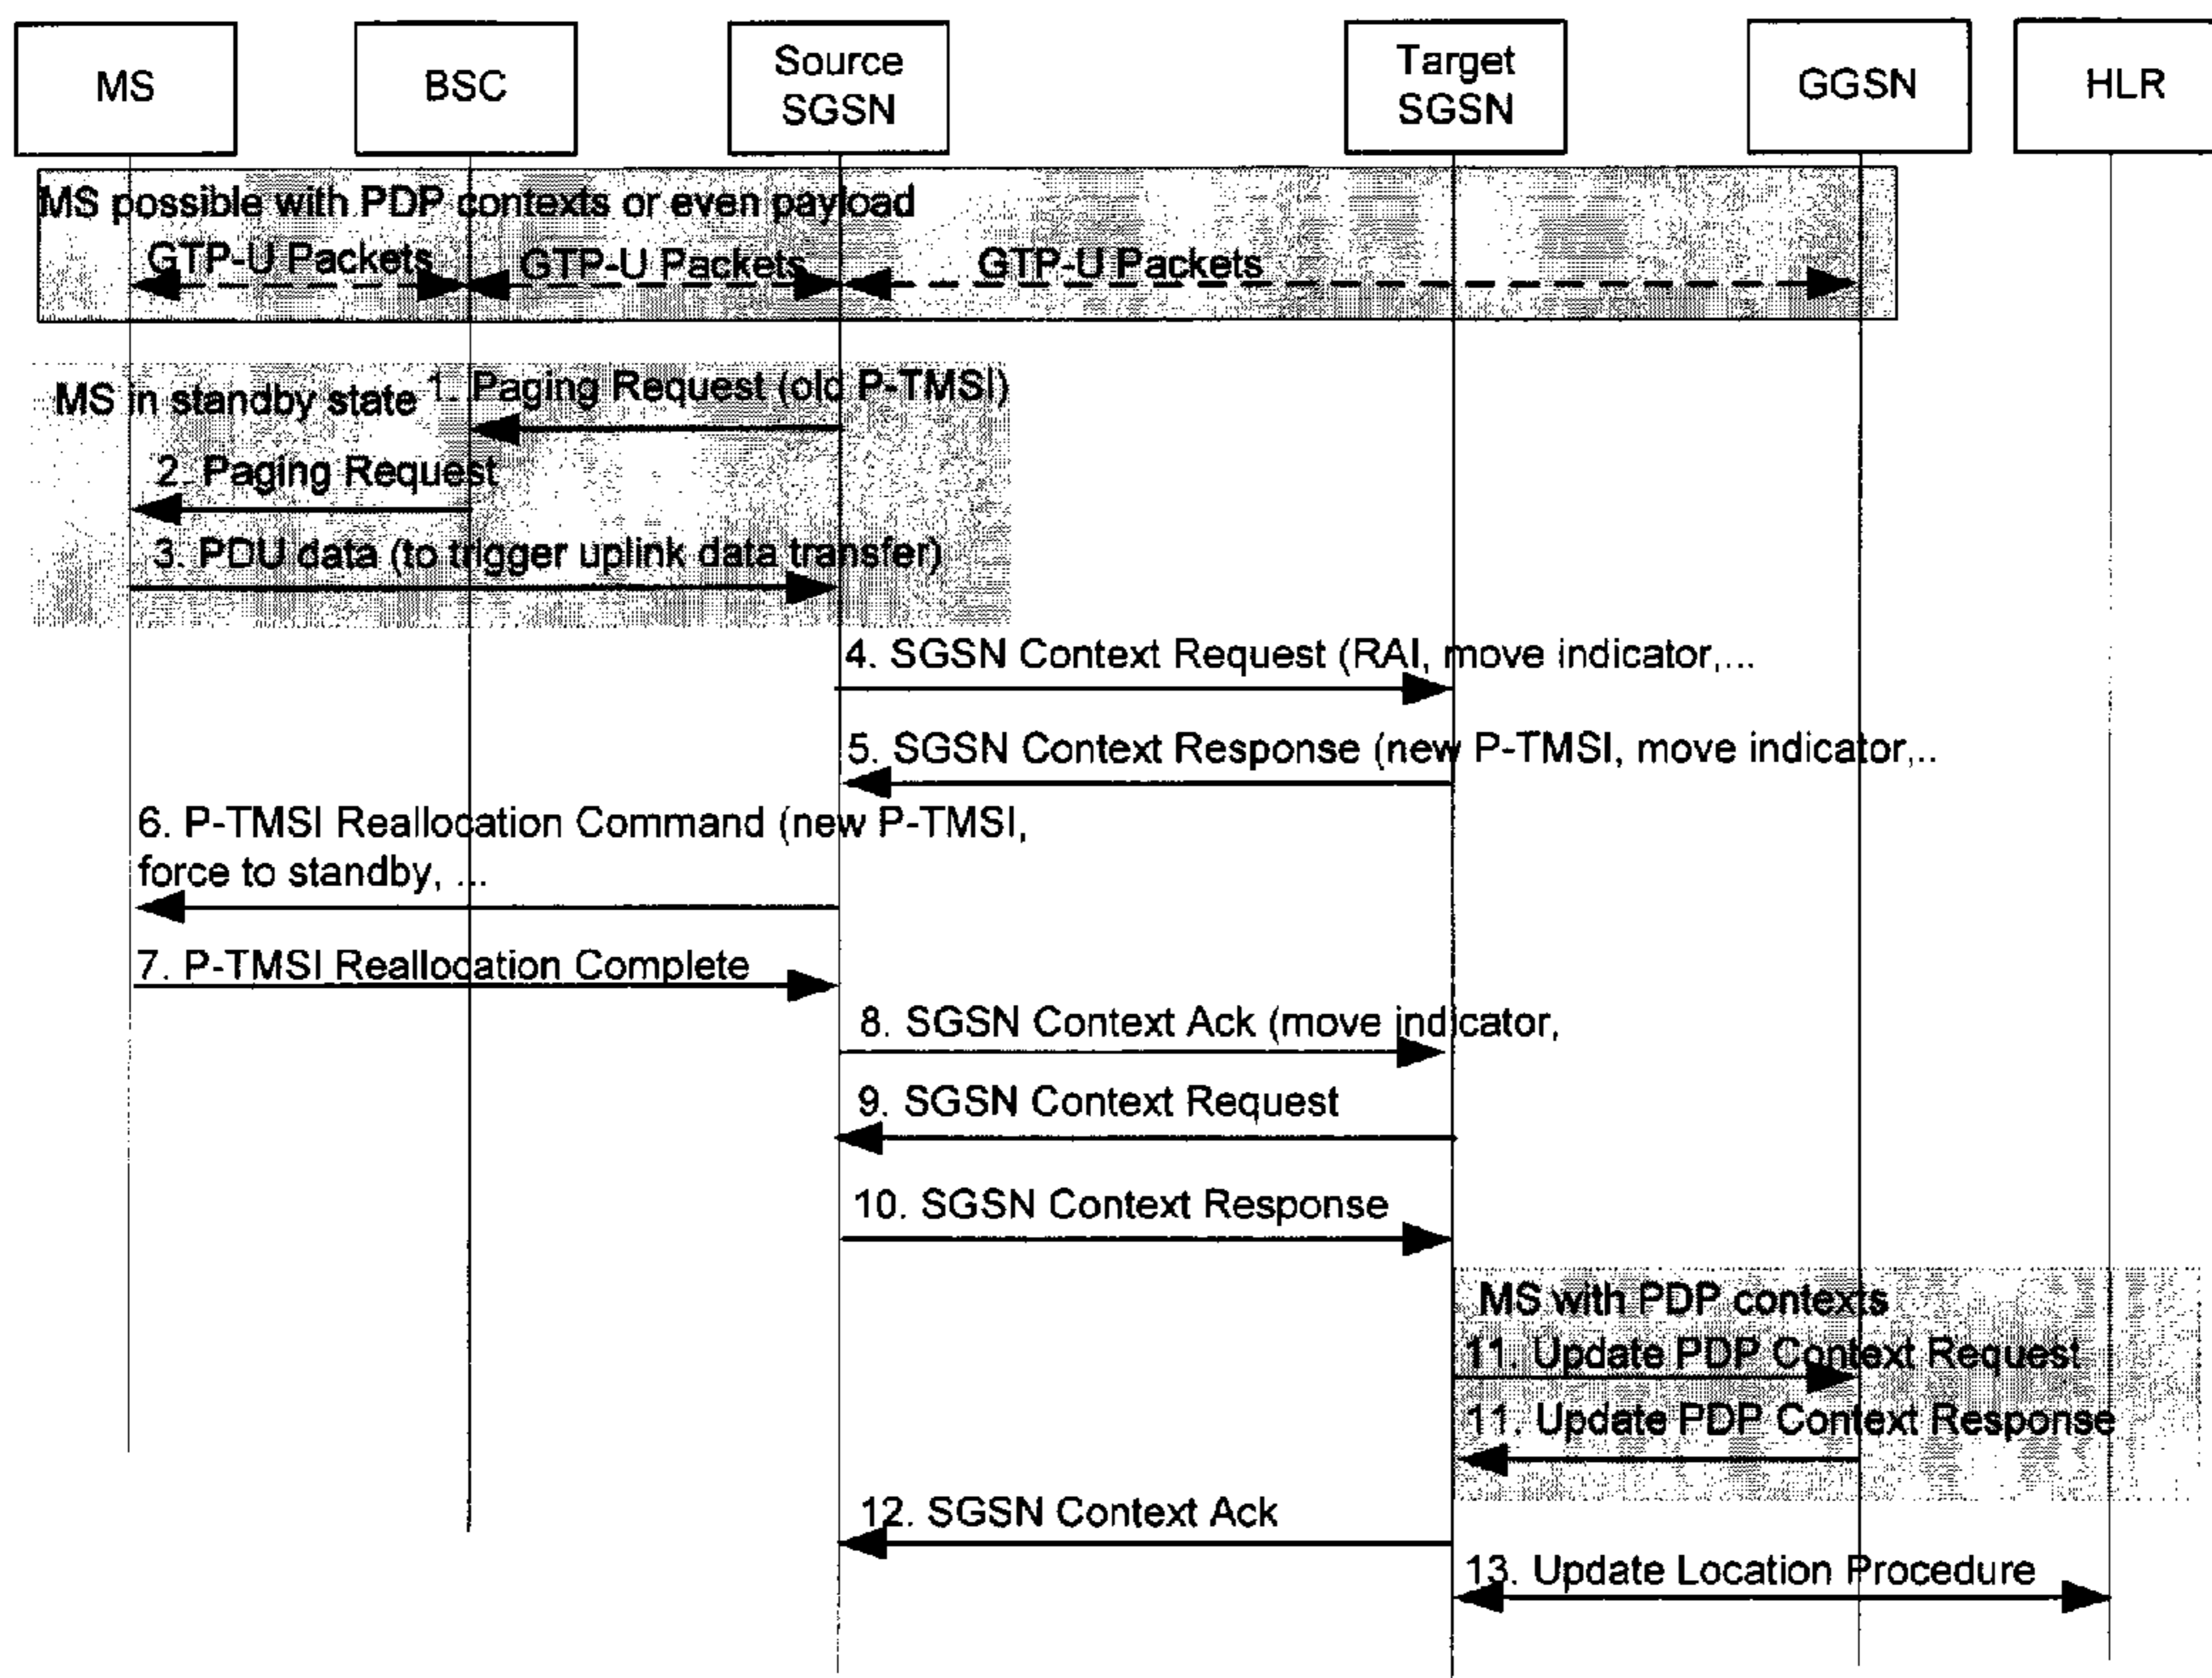 MS
BSC
Source
SGSN
Target
SGSN
GGSN
HLR
MS possible with PDP contexts or even payload
GTP-U Packets
GTP-U Packets
GTP-U Packets
MS in standby state
1. Paging Request (old P-TMSI)
2. Paging Request
3. PDU data (to trigger uplink data transfer)
4. SGSN Context Request (RAI, move indicator,...
5. SGSN Context Response (new P-TMSI, move indicator,..
6. P-TMSI Reallocation Command (new P-TMSI,
force to standby, ...
7. P-TMSI Reallocation Complete
8. SGSN Context Ack (move indicator,
9. SGSN Context Request
10. SGSN Context Response
MS with PDP contexts
11. Update PDP Context Request
11. Update PDP Context Response
12. SGSN Context Ack
13. Update Location Procedure